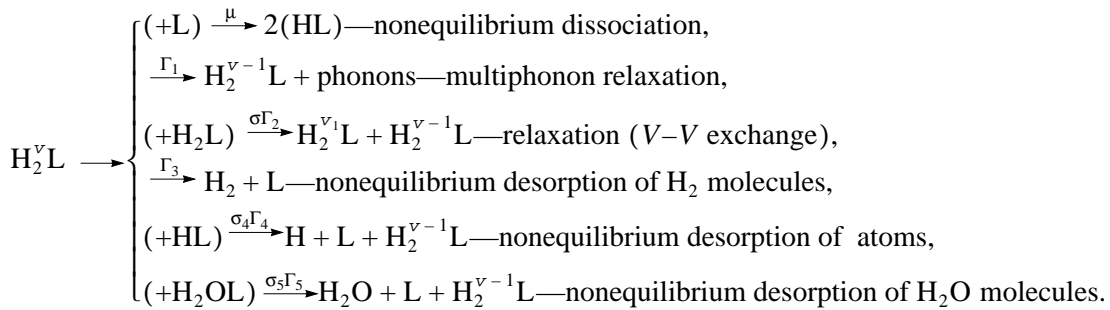 (+L) —μ→ 2(HL)—nonequilibrium dissociation,
—Γ₁→ H₂ᵛ⁻¹L + phonons—multiphonon relaxation,
(+H₂L) —σΓ₂→ H₂ᵛ¹L + H₂ᵛ⁻¹L—relaxation (V–V exchange),
H₂ᵛL →
—Γ₃→ H₂ + L—nonequilibrium desorption of H₂ molecules,
(+HL) —σ₄Γ₄→ H + L + H₂ᵛ⁻¹L—nonequilibrium desorption of atoms,
(+H₂OL) —σ₅Γ₅→ H₂O + L + H₂ᵛ⁻¹L—nonequilibrium desorption of H₂O molecules.